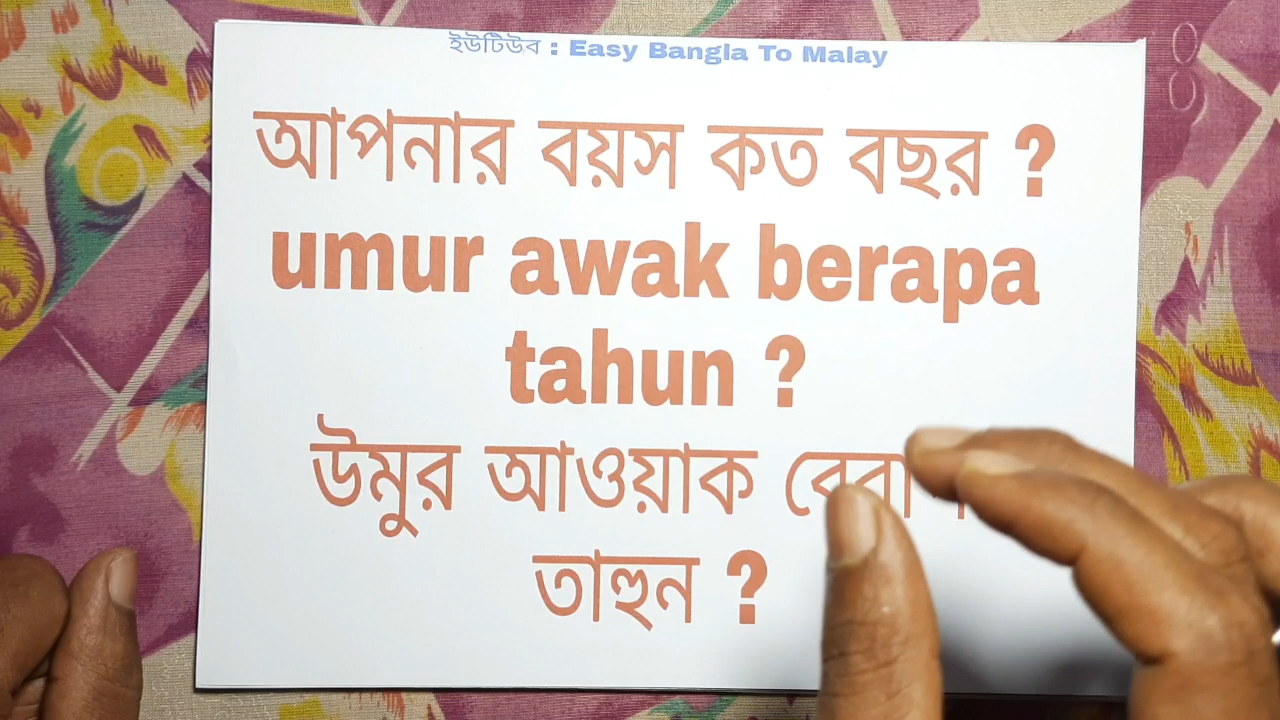 ইউটিউব : Easy Bangla To Malay
আপনার বয়স কত বছর ?
umur awak berapa
tahun ?
উমুর আওয়াক
তাহুন ?